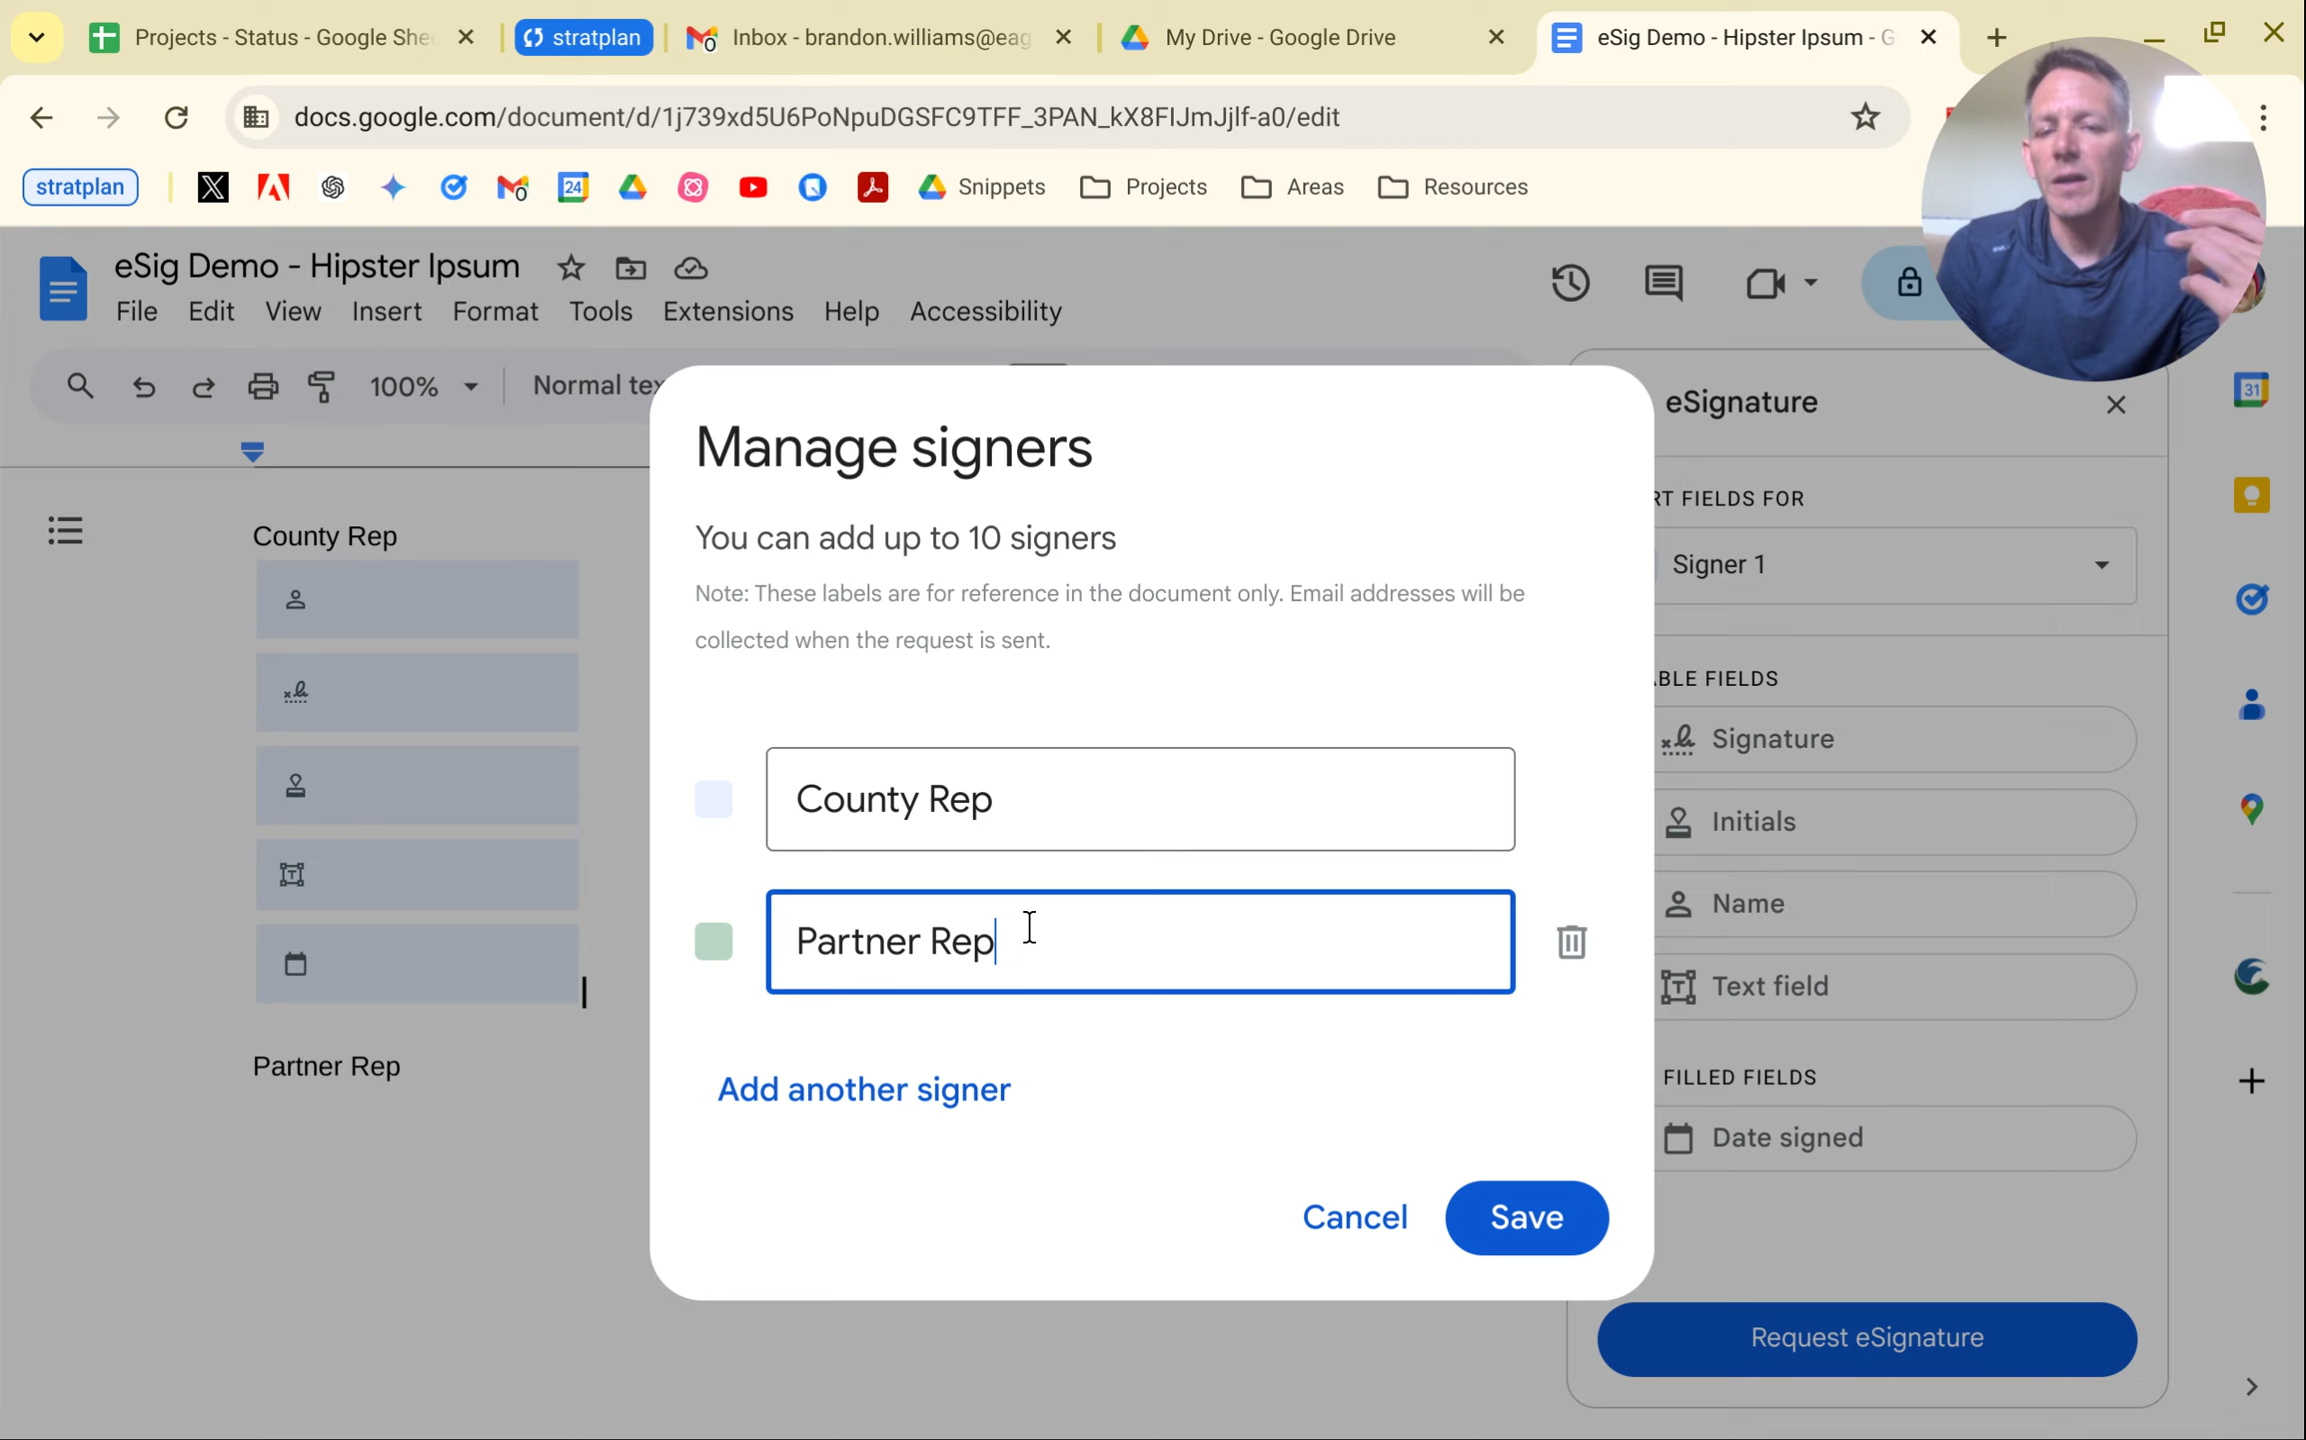 Projects - Status - Google She
stratplan
Inbox - brandon.williams@eag
My Drive - Google Drive
eSig Demo - Hipster Ipsum - G
docs.google.com/document/d/1j739xd5U6PoNpuDGSFC9TFF_3PAN_kX8FIJmJjlf-a0/edit
stratplan
24
Snippets
Projects
Areas
Resources
eSig Demo - Hipster Ipsum
File Edit View Insert Format Tools Extensions Help Accessibility
100%
Normal tex
31
County Rep
Partner Rep
Manage signers
You can add up to 10 signers
Note: These labels are for reference in the document only. Email addresses will be
collected when the request is sent.
County Rep
Partner Rep
Add another signer
Cancel
Save
eSignature
RT FIELDS FOR
Signer 1
BLE FIELDS
Signature
Initials
Name
Text field
FILLED FIELDS
Date signed
Request eSignature